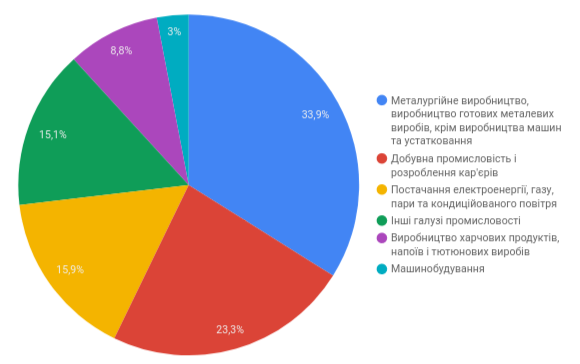 3%
8,8%
33,9%
15,1%
15,9%
23,3%
Металургійне виробництво,
виробництво готових металевих
виробів, крім виробництва машин
та устатковання
Добувна промисловість і
розроблення кар'єрів
Постачання електроенергії, газу,
пари та кондиційованого повітря
Інші галузі промисловості
Виробництво харчових продуктів,
напоїв і тютюнових виробів
Машинобудування